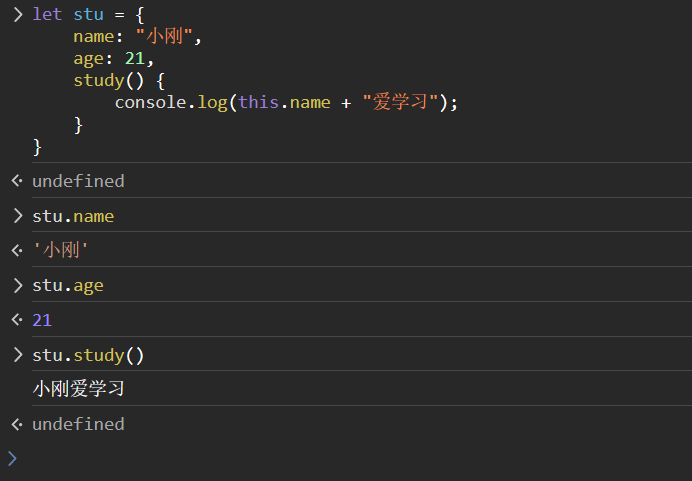 let stu = {
    name: "小刚",
    age: 21,
    study() {
        console.log(this.name + "爱学习");
    }
}
undefined
stu.name
'小刚'
stu.age
21
stu.study()
小刚爱学习
undefined